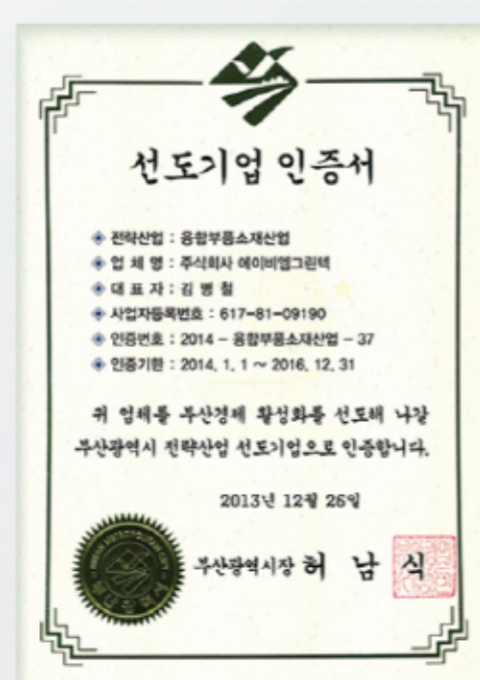 선도기업 인증서
◈ 전략산업 : 융합부품소재산업
◈ 업 체 명 : 주식회사 에이비엠그린텍
◈ 대 표 자 : 김 병 철
◈ 사업자등록번호 : 617-81-09190
◈ 인증번호 : 2014 - 융합부품소재산업 - 37
◈ 인증기한 : 2014. 1. 1 ~ 2016. 12. 31
귀 업체를 부산경제 활성화를 선도해 나갈
부산광역시 전략산업 선도기업으로 인증합니다.
2013년 12월 26일
부산광역시장 허 남 식